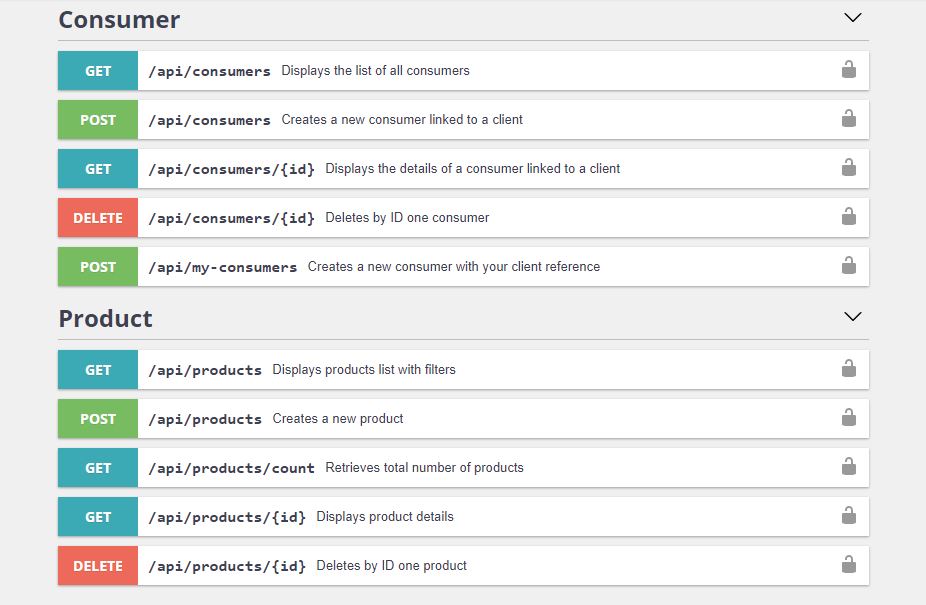 Consumer
GET /api/consumers Displays the list of all consumers
POST /api/consumers Creates a new consumer linked to a client
GET /api/consumers/{id} Displays the details of a consumer linked to a client
DELETE /api/consumers/{id} Deletes by ID one consumer
POST /api/my-consumers Creates a new consumer with your client reference
Product
GET /api/products Displays products list with filters
POST /api/products Creates a new product
GET /api/products/count Retrieves total number of products
GET /api/products/{id} Displays product details
DELETE /api/products/{id} Deletes by ID one product